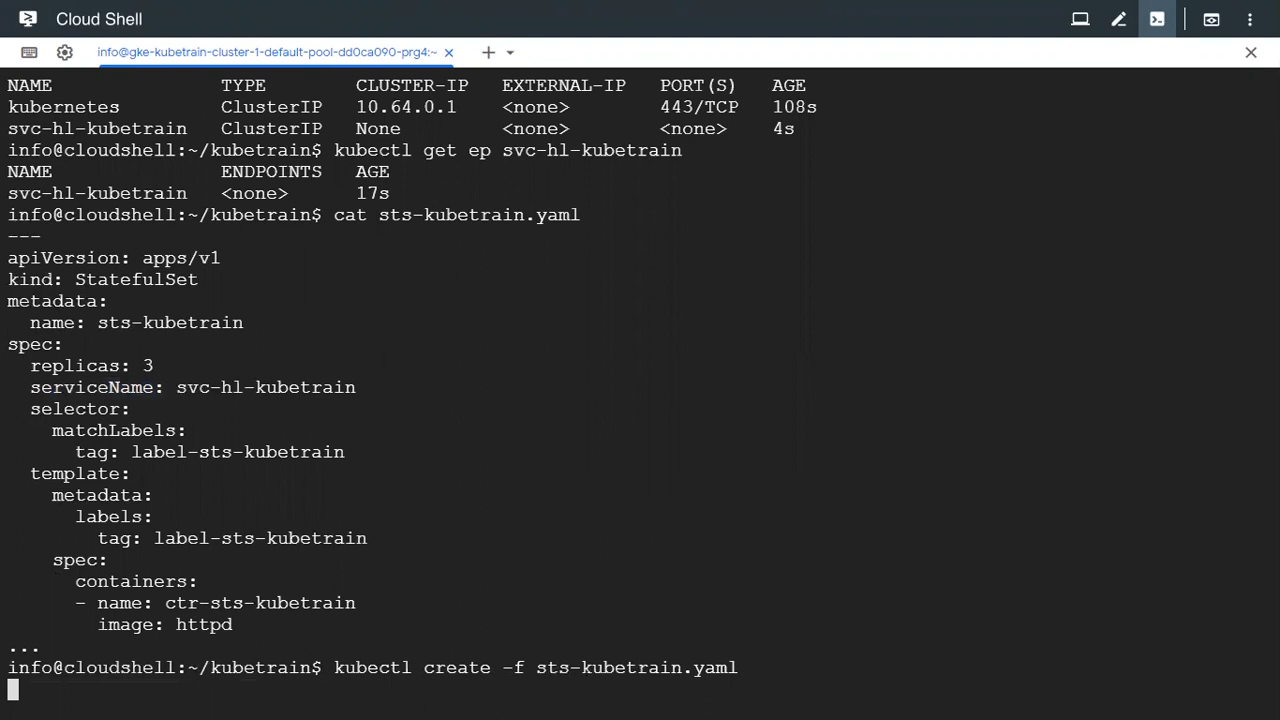 Cloud Shell
info@gke-kubetrain-cluster-1-default-pool-dd0ca090-prg4:~
NAME TYPE CLUSTER-IP EXTERNAL-IP PORT(S) AGE
kubernetes ClusterIP 10.64.0.1 <none> 443/TCP 108s
svc-hl-kubetrain ClusterIP None <none> <none> 4s
info@cloudshell:~/kubetrain$ kubectl get ep svc-hl-kubetrain
NAME ENDPOINTS AGE
svc-hl-kubetrain <none> 17s
info@cloudshell:~/kubetrain$ cat sts-kubetrain.yaml
---
apiVersion: apps/v1
kind: StatefulSet
metadata:
  name: sts-kubetrain
spec:
  replicas: 3
  serviceName: svc-hl-kubetrain
  selector:
    matchLabels:
      tag: label-sts-kubetrain
  template:
    metadata:
      labels:
        tag: label-sts-kubetrain
    spec:
      containers:
      - name: ctr-sts-kubetrain
        image: httpd
...
info@cloudshell:~/kubetrain$ kubectl create -f sts-kubetrain.yaml